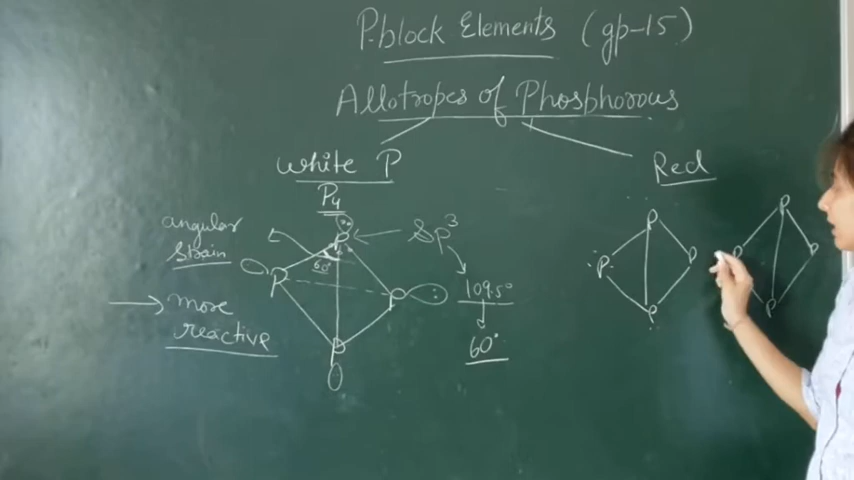 P-block Elements (gp-15)
Allotropes of Phosphorous
white P
Red
P4
angular
strain
60°
sp³
109.5°
60°
more
reactive
P
P
P
P
P
P
P
P
P
P
P
P